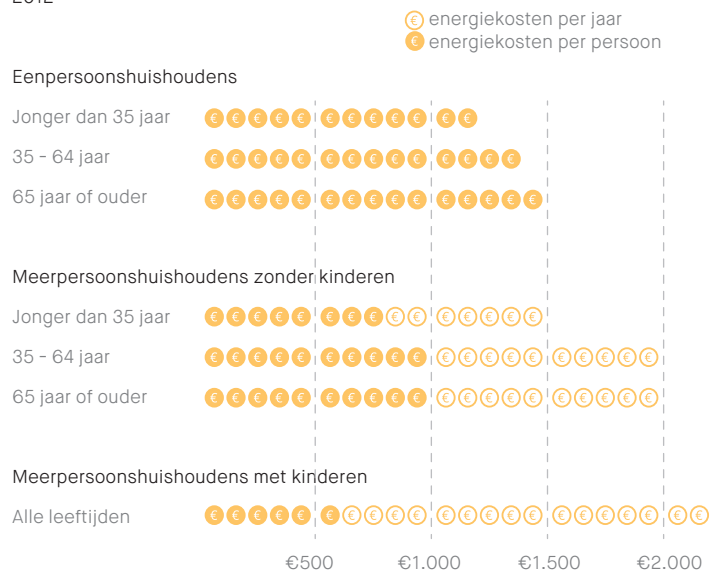 2012
€ energiekosten per jaar
€ energiekosten per persoon
Eenpersoonshuishoudens
Jonger dan 35 jaar €€€€€ €€€€€ €€
35 - 64 jaar €€€€€ €€€€€ €€€€
65 jaar of ouder €€€€€ €€€€€ €€€€€
Meerpersoonshuishoudens zonder kinderen
Jonger dan 35 jaar €€€€€ €€€€€ €€€€€
35 - 64 jaar €€€€€ €€€€€ €€€€€ €€€€€
65 jaar of ouder €€€€€ €€€€€ €€€€€ €€€€€
Meerpersoonshuishoudens met kinderen
Alle leeftijden €€€€€ €€€€€ €€€€€ €€€€€ €€
€500 €1.000 €1.500 €2.000